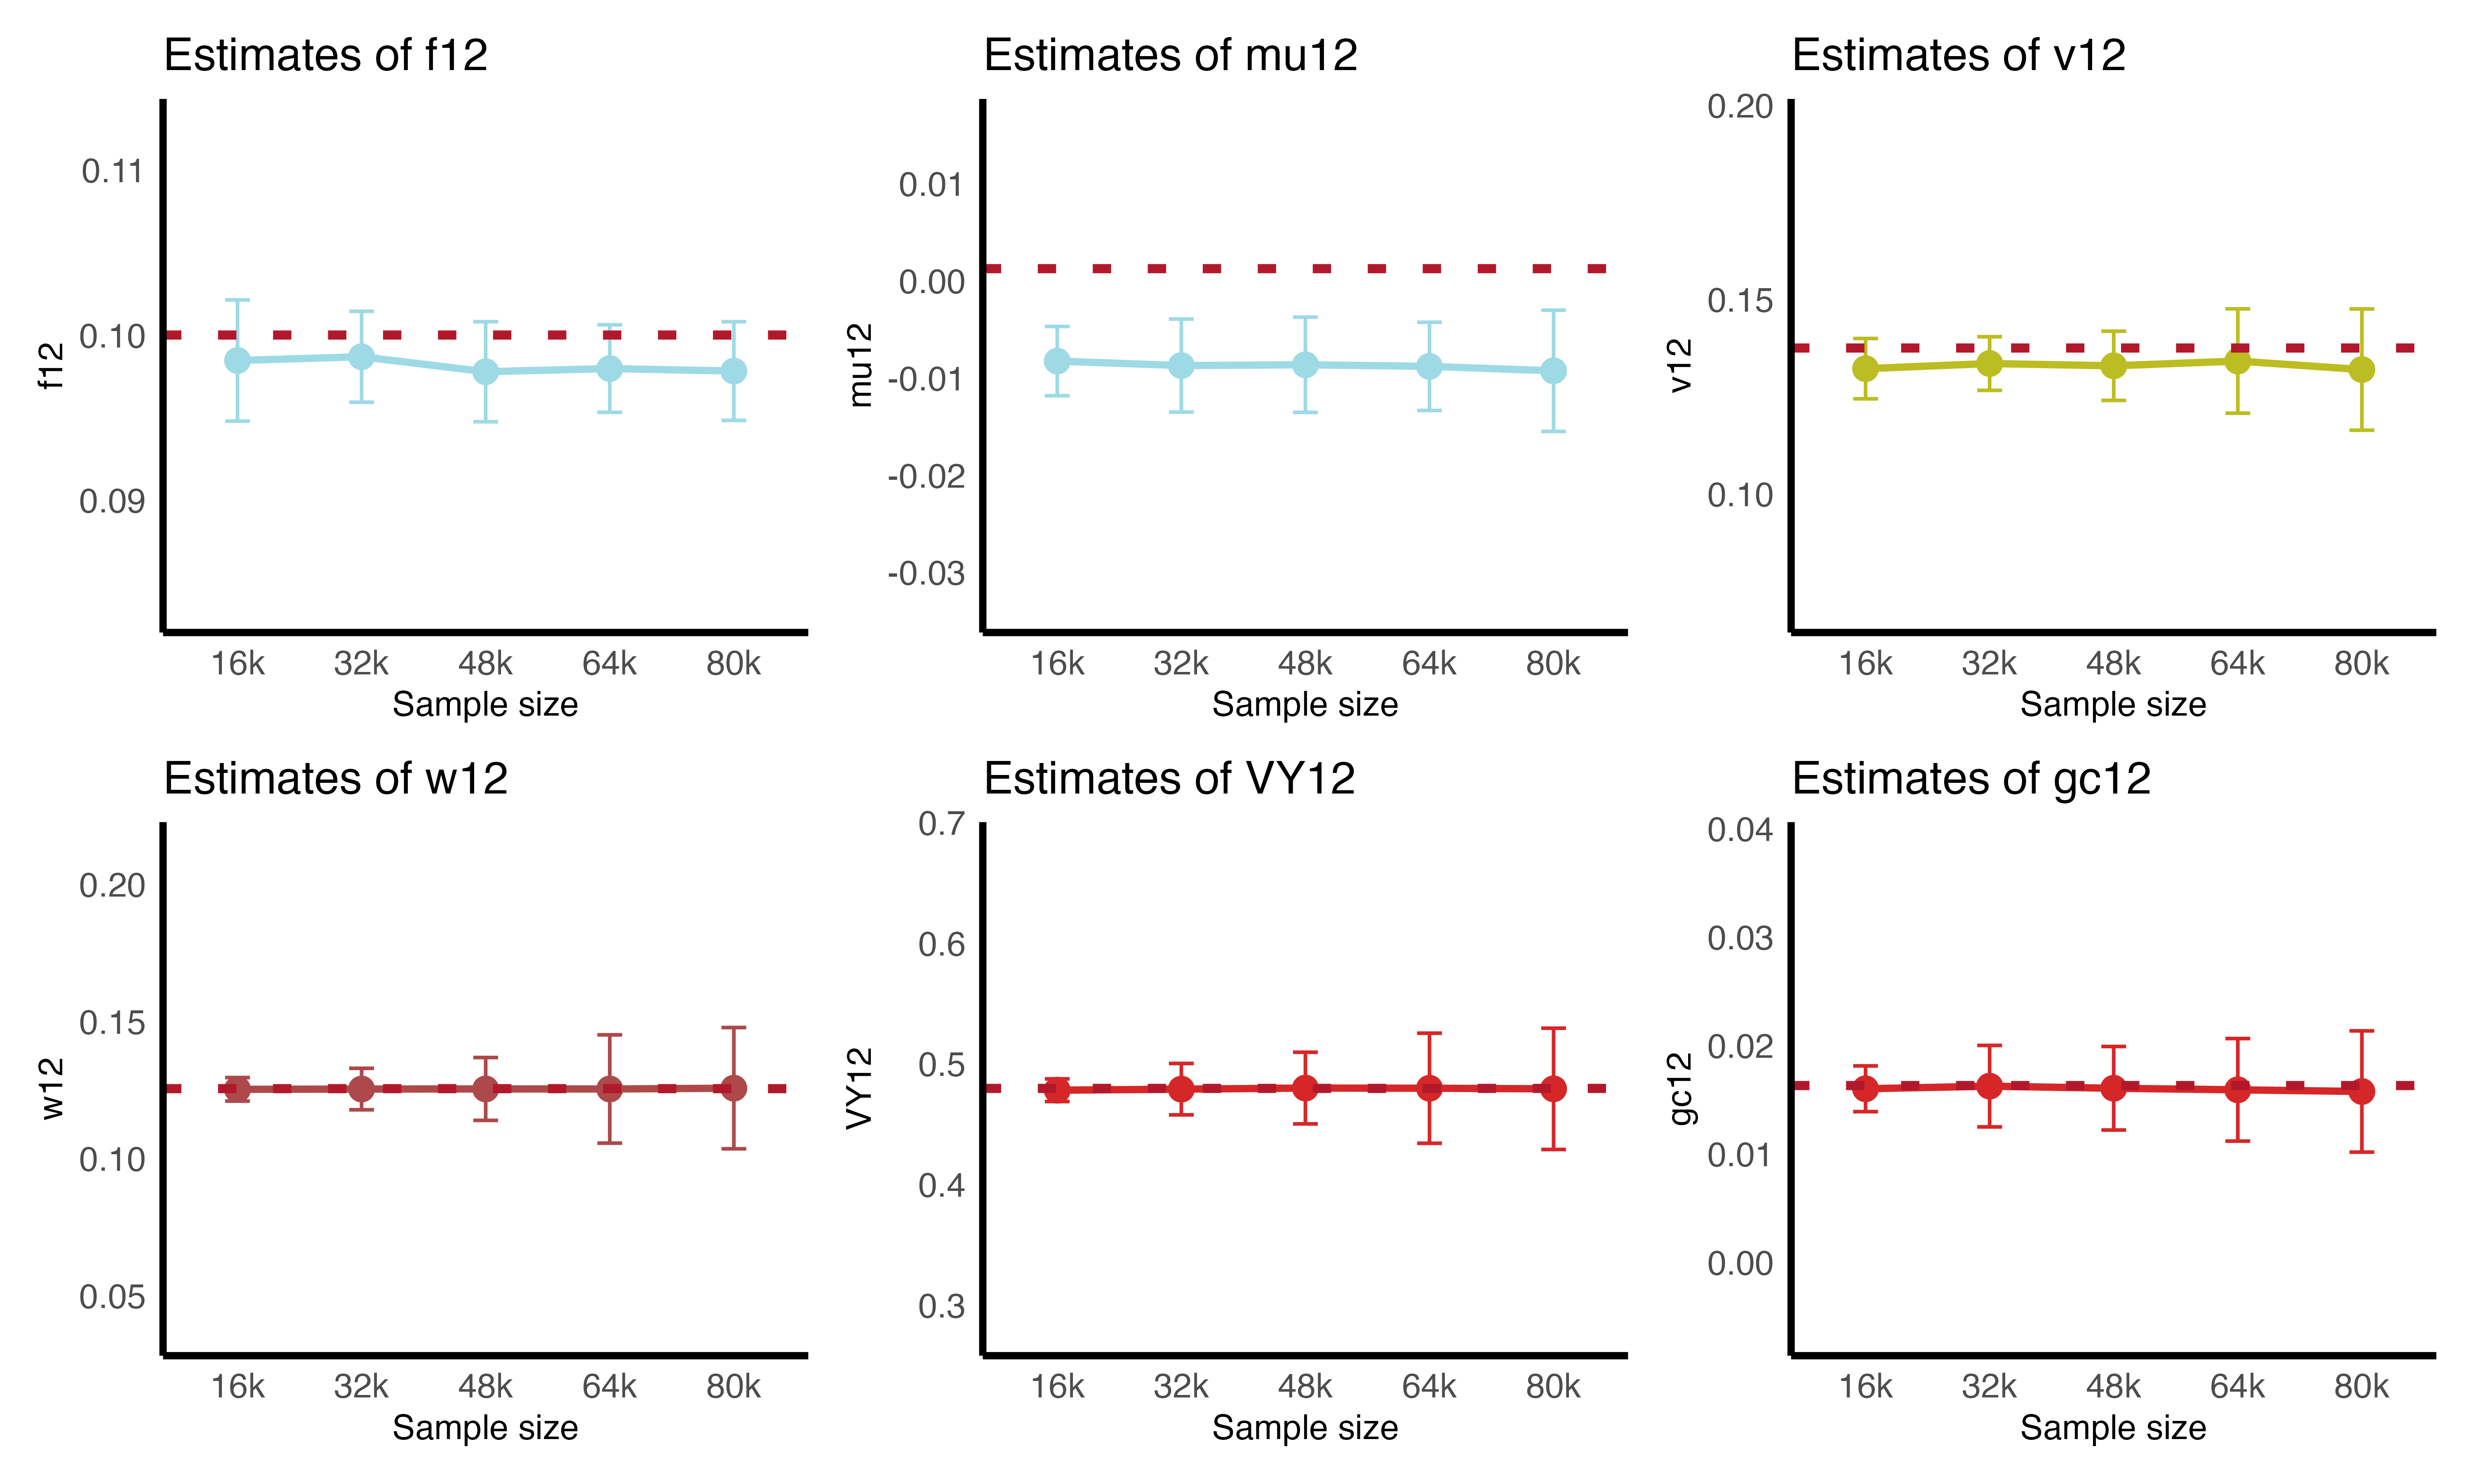 Estimates of f12
0.11
0.10
0.09
f12
16k 32k 48k 64k 80k
Sample size
Estimates of mu12
0.01
0.00
-0.01
-0.02
-0.03
mu12
16k 32k 48k 64k 80k
Sample size
Estimates of v12
0.20
0.15
0.10
v12
16k 32k 48k 64k 80k
Sample size
Estimates of w12
0.20
0.15
0.10
0.05
w12
16k 32k 48k 64k 80k
Sample size
Estimates of VY12
0.7
0.6
0.5
0.4
0.3
VY12
16k 32k 48k 64k 80k
Sample size
Estimates of gc12
0.04
0.03
0.02
0.01
0.00
gc12
16k 32k 48k 64k 80k
Sample size